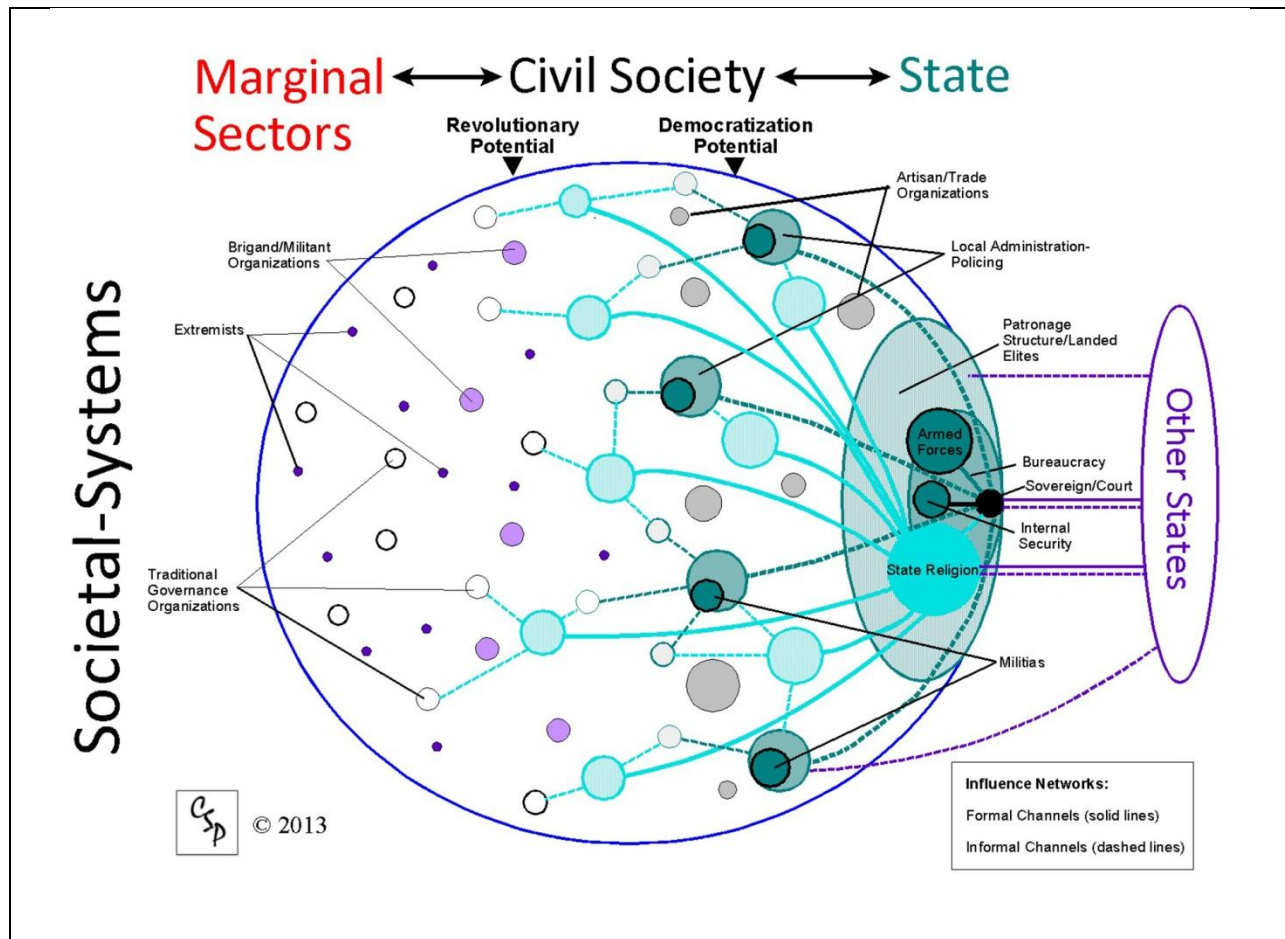 Marginal
Sectors
Civil Society
State
Revolutionary
Potential
Democratization
Potential
Artisan/Trade
Organizations
Brigand/Militant
Organizations
Local Administration-
Policing
Extremists
Patronage
Structure/Landed
Elites
Societal-Systems
Other States
Armed
Forces
Bureaucracy
Sovereign/Court
Internal
Security
State Religion
Traditional
Governance
Organizations
Militias
CSP
© 2013
Influence Networks:
Formal Channels (solid lines)
Informal Channels (dashed lines)